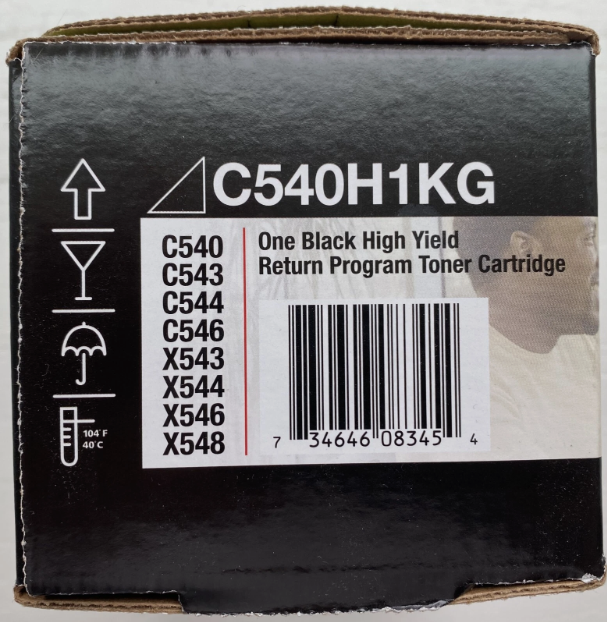 C540H1KG
C540
C543
C544
C546
X543
X544
X546
X548
One Black High Yield
Return Program Toner Cartridge
104°F
40°C
7 34646 08345 4